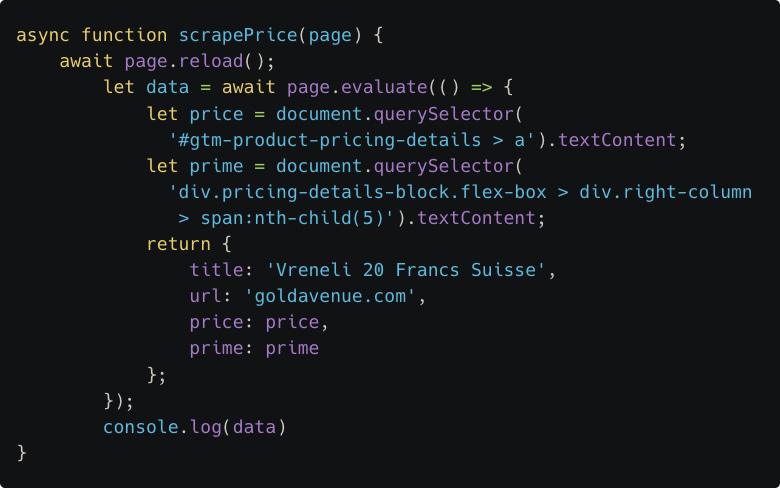 async function scrapePrice(page) {
    await page.reload();
        let data = await page.evaluate(() => {
            let price = document.querySelector(
              '#gtm-product-pricing-details > a').textContent;
            let prime = document.querySelector(
              'div.pricing-details-block.flex-box > div.right-column
               > span:nth-child(5)').textContent;
            return {
                title: 'Vreneli 20 Francs Suisse',
                url: 'goldavenue.com',
                price: price,
                prime: prime
            };
        });
        console.log(data)
}